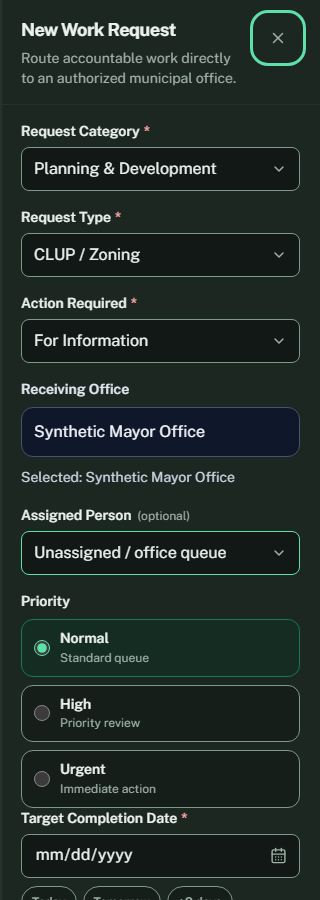 New Work Request
Route accountable work directly
to an authorized municipal office.
Request Category *
Planning & Development
Request Type *
CLUP / Zoning
Action Required *
For Information
Receiving Office
Synthetic Mayor Office
Selected: Synthetic Mayor Office
Assigned Person (optional)
Unassigned / office queue
Priority
Normal
Standard queue
High
Priority review
Urgent
Immediate action
Target Completion Date *
mm/dd/yyyy